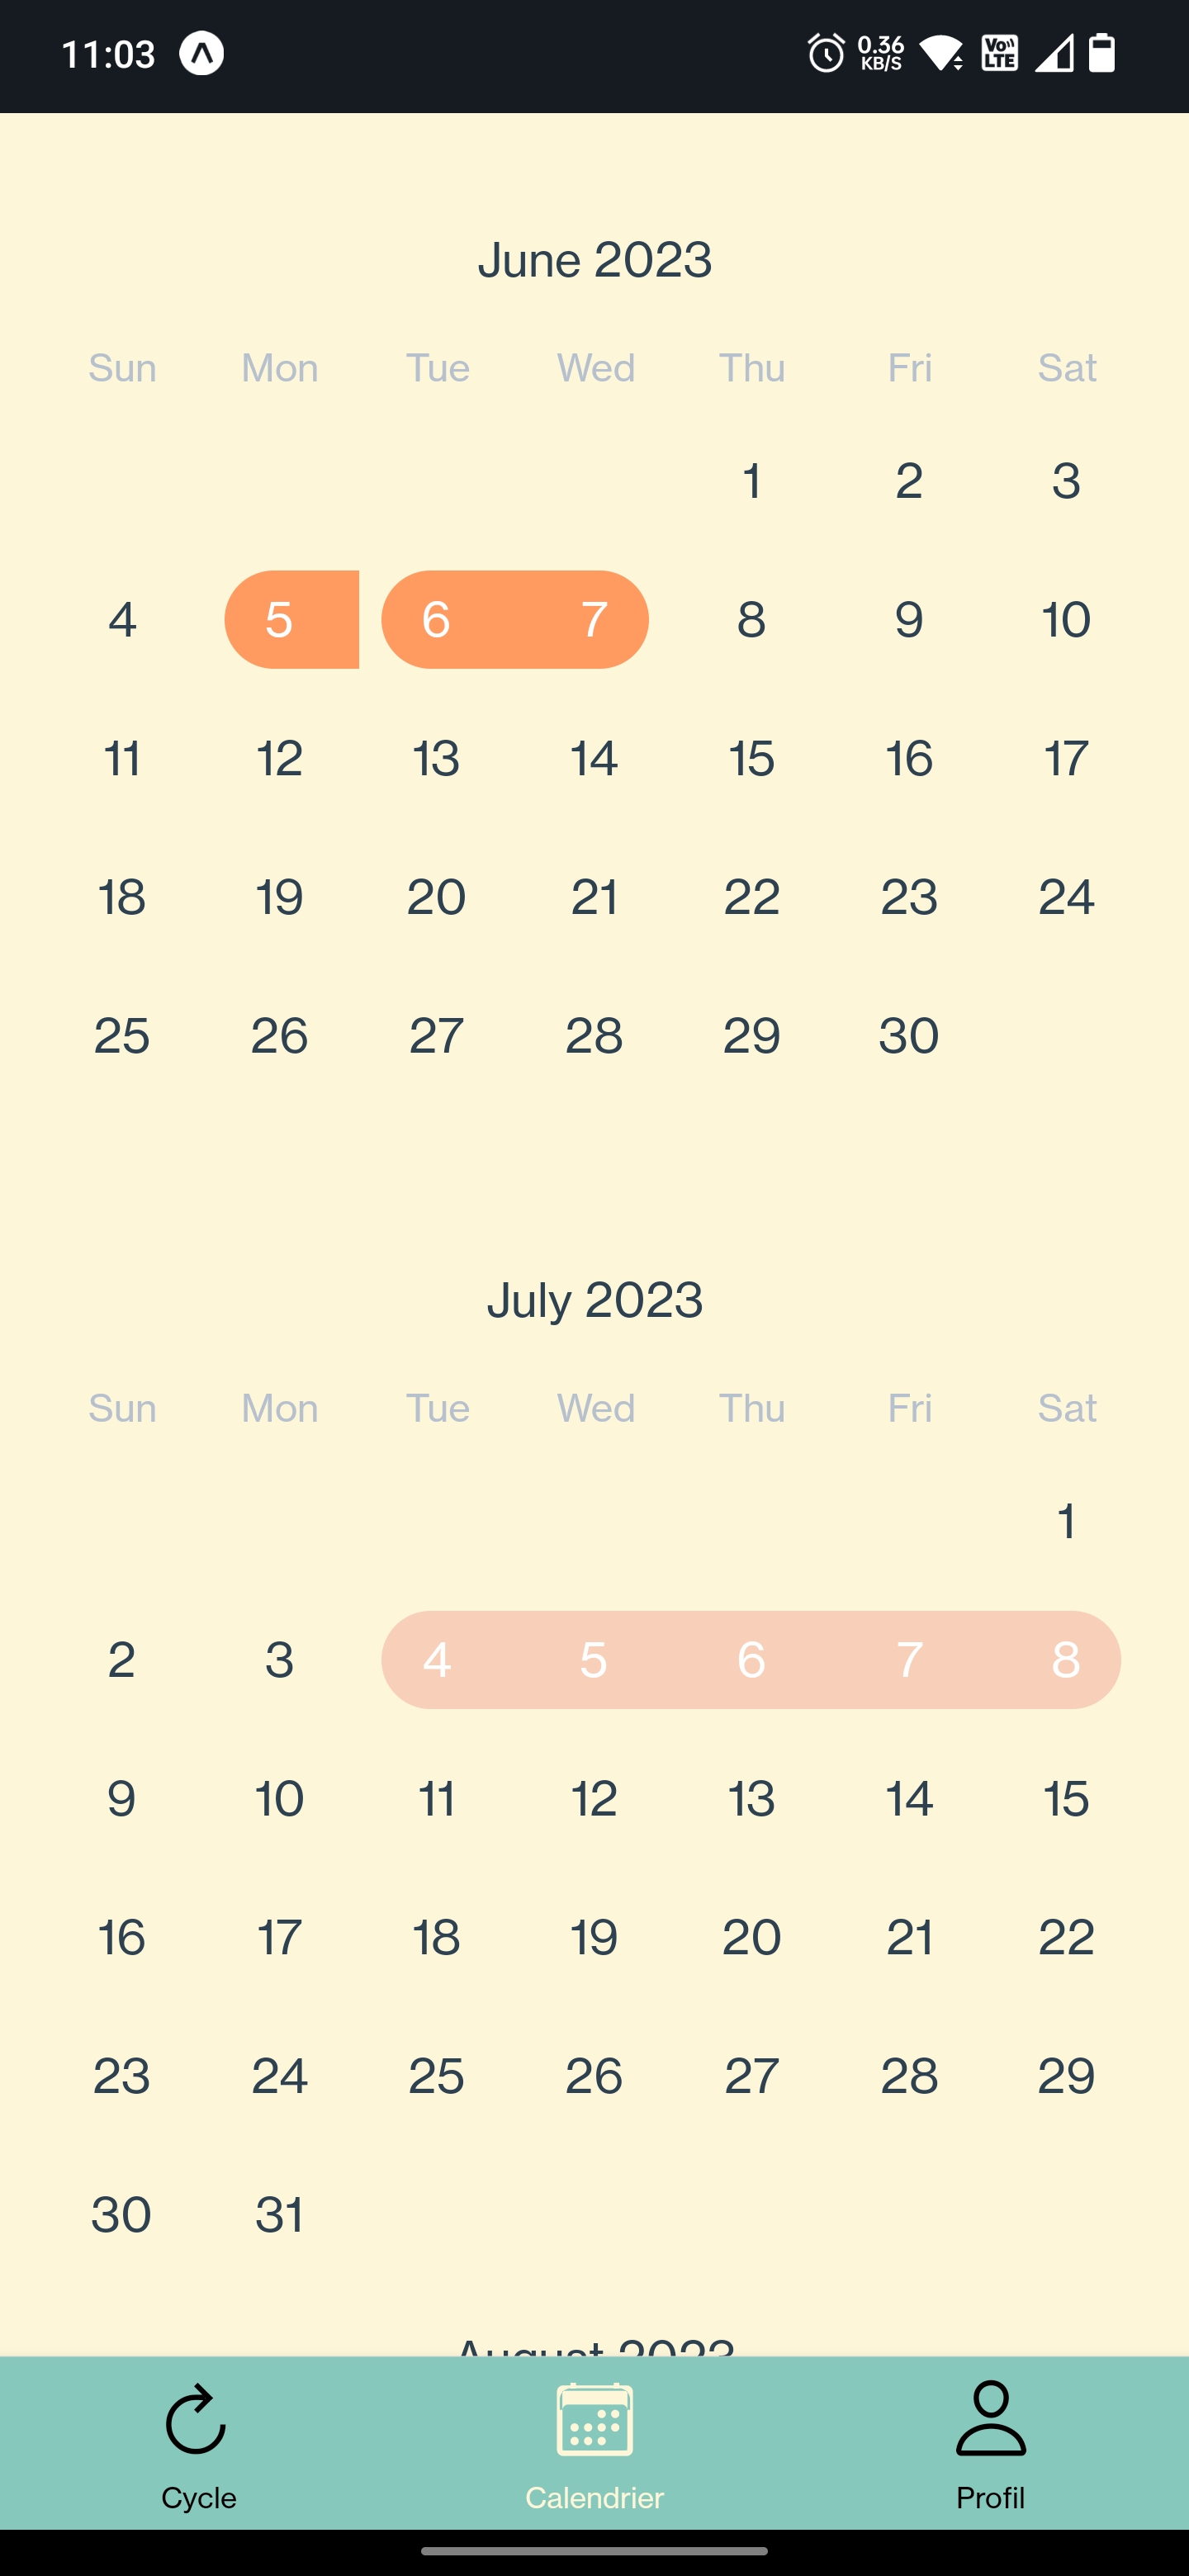 11:03
0.36
KB/S
Vo))
LTE
June 2023
Sun Mon Tue Wed Thu Fri Sat
1 2 3
4 5 6 7 8 9 10
11 12 13 14 15 16 17
18 19 20 21 22 23 24
25 26 27 28 29 30
July 2023
Sun Mon Tue Wed Thu Fri Sat
1
2 3 4 5 6 7 8
9 10 11 12 13 14 15
16 17 18 19 20 21 22
23 24 25 26 27 28 29
30 31
August 2023
Cycle Calendrier Profil